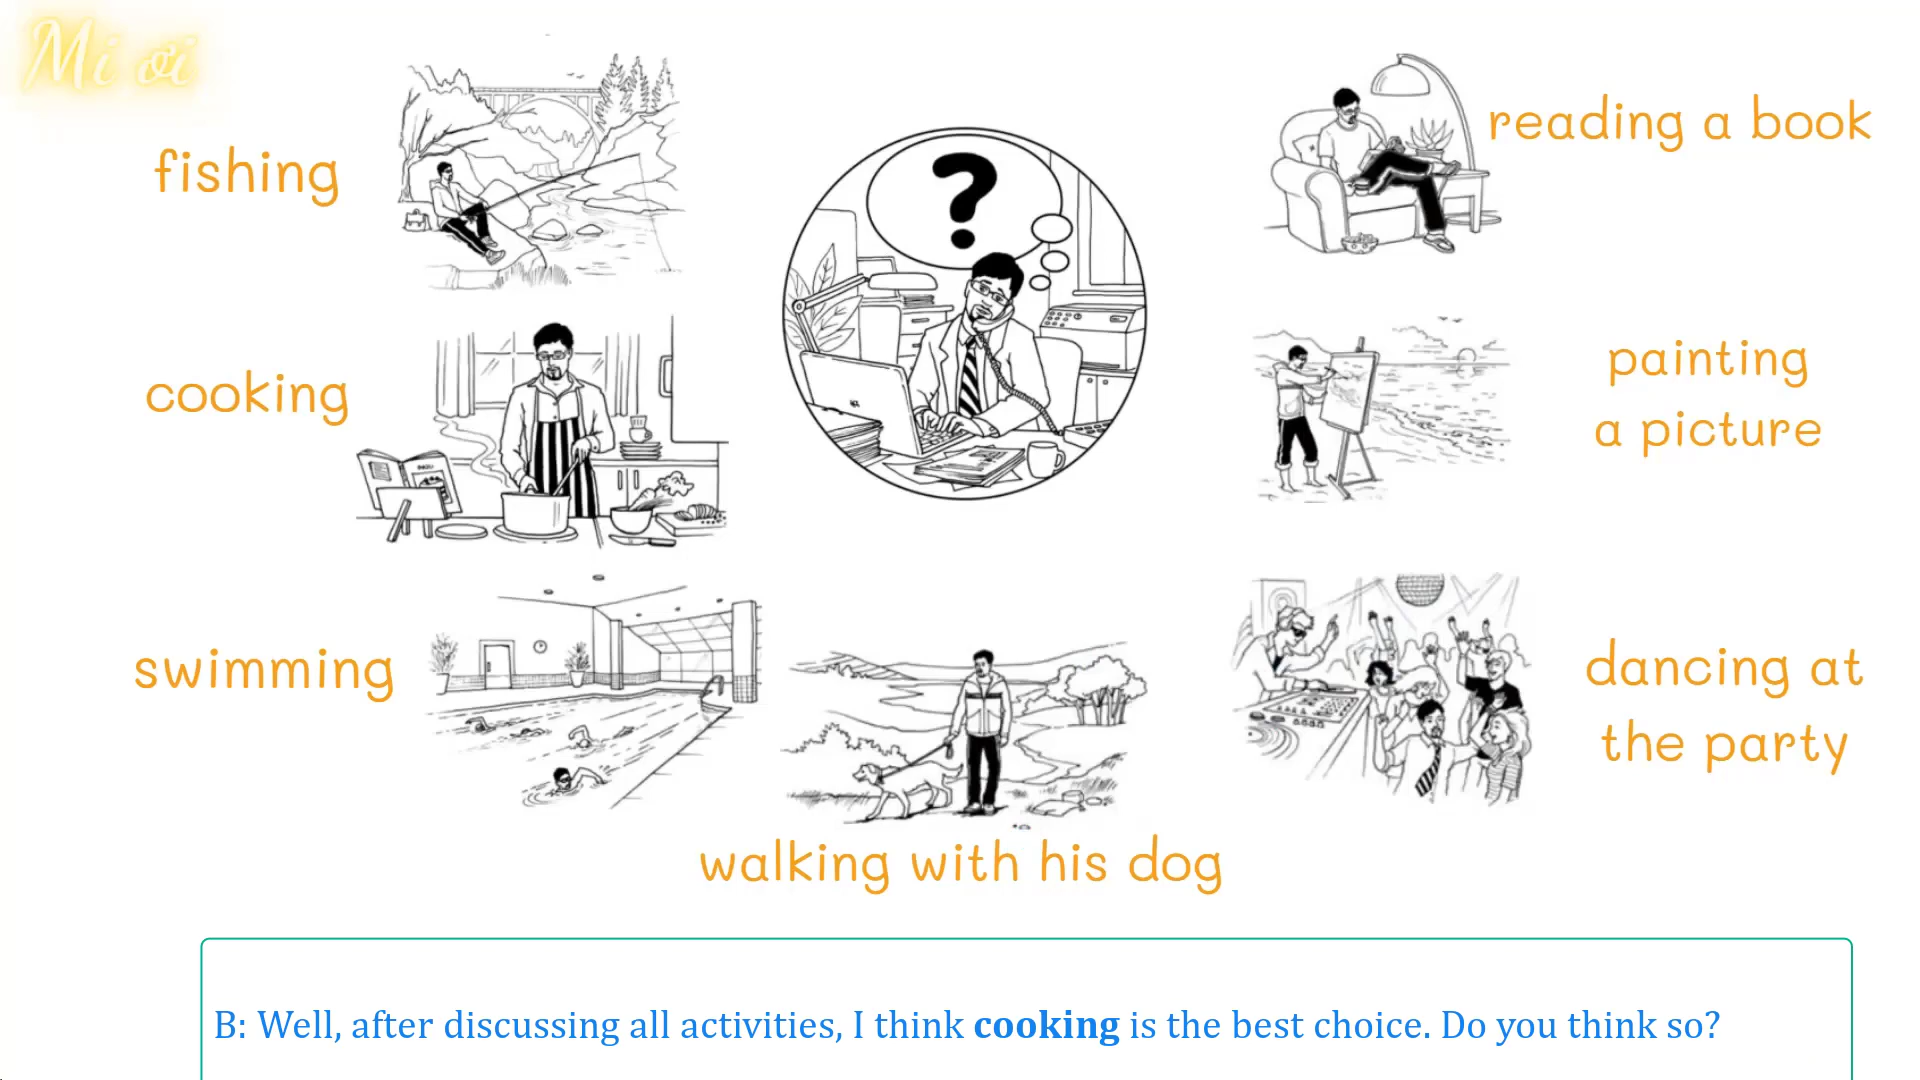 Mi ơi
fishing
reading a book
cooking
painting
a picture
swimming
dancing at
the party
walking with his dog
B: Well, after discussing all activities, I think cooking is the best choice. Do you think so?